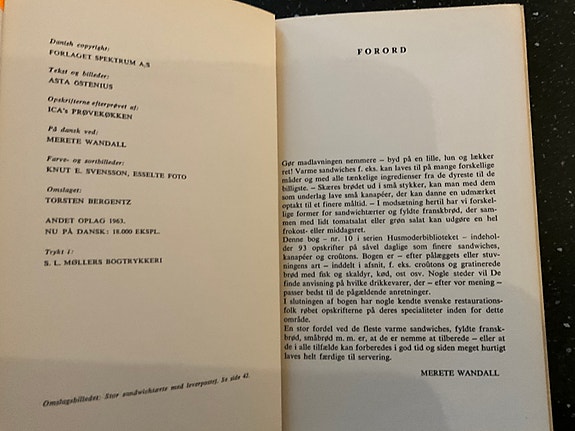 Danish copyright:
FORLAGET SPEKTRUM A/S
Tekst og billeder:
ASTA ÖSTENIUS
Opskrifterne efterprøvet af:
ICA's PRØVEKØKKEN
På dansk ved:
MERETE WANDALL
Farve- og sortbilleder:
KNUT E. SVENSSON, ESSELTE FOTO
Omslaget:
TORSTEN BERGENTZ
ANDET OPLAG 1963.
NU PÅ DANSK: 18.000 EKSPL.
Trykt i:
S. L. MØLLERS BOGTRYKKERI
Omslagsbilledet: Stor sandwichtærte med leverpostej. Se side 42.
FORORD
Gør madlavningen nemmere – byd på en lille, lun og lækker
ret! Varme sandwiches f. eks. kan laves til på mange forskellige
måder og med alle tænkelige ingredienser fra de dyreste til de
billigste. – Skæres brødet ud i små stykker, kan man med dem
som underlag lave små kanapéer, der kan danne en udmærket
optakt til et finere måltid. – I modsætning hertil har vi forskel-
lige former for sandwichtærter og fyldte franskbrød, der sam-
men med lidt tomatsalat eller grøn salat kan udgøre en hel
frokost- eller middagsret.
Denne bog – nr. 10 i serien Husmoderbiblioteket – indehol-
der 93 opskrifter på såvel daglige som finere sandwiches,
kanapéer og croûtons. Bogen er – efter pålæggets eller stuv-
ningens art – inddelt i afsnit, f. eks. croûtons og gratinerede
brød med fisk og skaldyr, kød, ost osv. Nogle steder vil De
finde anvisning på hvilke drikkevarer, der – efter vor mening –
passer bedst til de pågældende anretninger.
I slutningen af bogen har nogle kendte svenske restaurations-
folk røbet opskrifterne på deres specialiteter inden for dette
område.
En stor fordel ved de fleste varme sandwiches, fyldte fransk-
brød, småbrød m. m. er, at de er nemme at tilberede – eller at
de i alle tilfælde kan forberedes i god tid og siden meget hurtigt
laves helt færdige til servering.
MERETE WANDALL